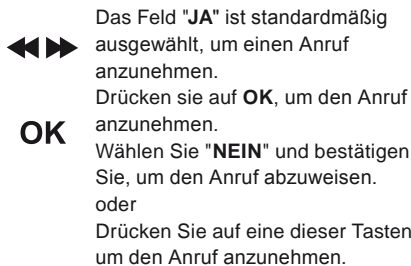 Das Feld "JA" ist standardmäßig
ausgewählt, um einen Anruf
anzunehmen.
Drücken sie auf OK, um den Anruf
OK
anzunehmen.
Wählen Sie "NEIN" und bestätigen
Sie, um den Anruf abzuweisen.
oder
Drücken Sie auf eine dieser Tasten
um den Anruf anzunehmen.